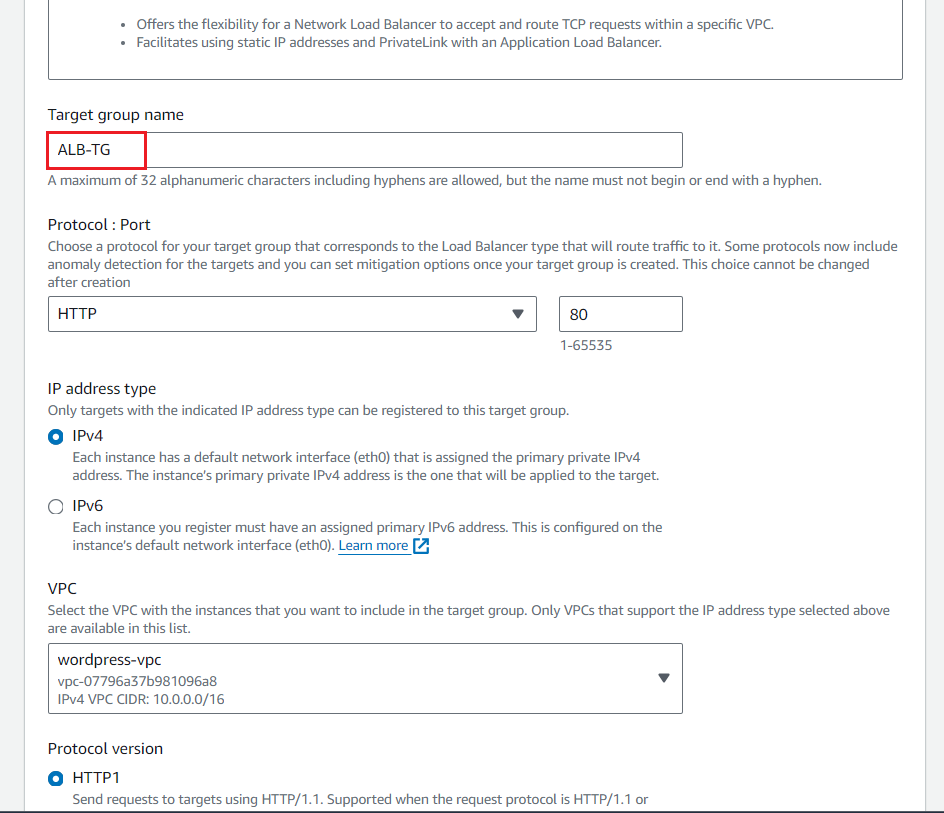 Offers the flexibility for a Network Load Balancer to accept and route TCP requests within a specific VPC.
Facilitates using static IP addresses and PrivateLink with an Application Load Balancer.
Target group name
ALB-TG
A maximum of 32 alphanumeric characters including hyphens are allowed, but the name must not begin or end with a hyphen.
Protocol : Port
Choose a protocol for your target group that corresponds to the Load Balancer type that will route traffic to it. Some protocols now include
anomaly detection for the targets and you can set mitigation options once your target group is created. This choice cannot be changed
after creation
HTTP
80
1-65535
IP address type
Only targets with the indicated IP address type can be registered to this target group.
IPv4
Each instance has a default network interface (eth0) that is assigned the primary private IPv4
address. The instance's primary private IPv4 address is the one that will be applied to the target.
IPv6
Each instance you register must have an assigned primary IPv6 address. This is configured on the
instance's default network interface (eth0). Learn more
VPC
Select the VPC with the instances that you want to include in the target group. Only VPCs that support the IP address type selected above
are available in this list.
wordpress-vpc
vpc-07796a37b981096a8
IPv4 VPC CIDR: 10.0.0.0/16
Protocol version
HTTP1
Send requests to targets using HTTP/1.1. Supported when the request protocol is HTTP/1.1 or